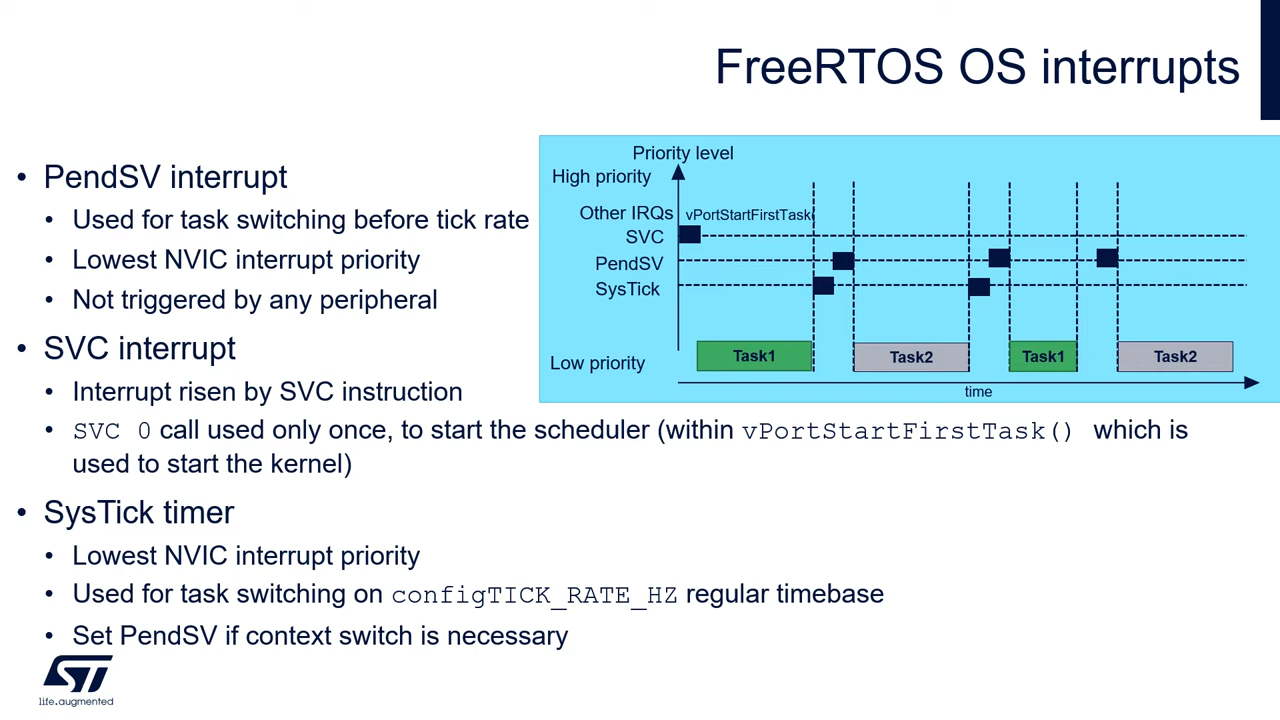 FreeRTOS OS interrupts
• PendSV interrupt
• Used for task switching before tick rate
• Lowest NVIC interrupt priority
• Not triggered by any peripheral
• SVC interrupt
• Interrupt risen by SVC instruction
• SVC 0 call used only once, to start the scheduler (within vPortStartFirstTask() which is
used to start the kernel)
• SysTick timer
• Lowest NVIC interrupt priority
• Used for task switching on configTICK_RATE_HZ regular timebase
• Set PendSV if context switch is necessary
Priority level
High priority
Other IRQs
vPortStartFirstTask(
SVC
PendSV
SysTick
Low priority
Task1
Task2
Task1
Task2
time
ST
life.augmented